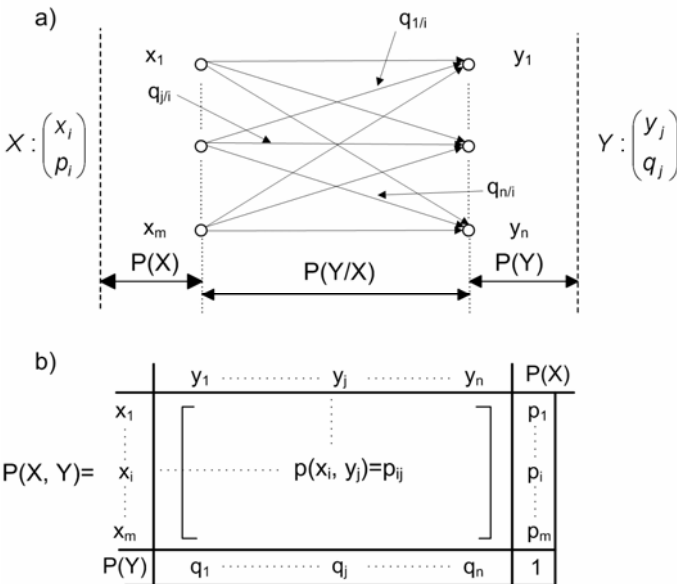 a)
q1/i
x1
y1
qj/i
X : (xi pi)
Y : (yj qj)
qn/i
xm
yn
P(X)
P(Y/X)
P(Y)
b)
y1 ............... yj ............... yn P(X)
x1 p1
P(X, Y)= xi p(xi, yj)=pij pi
xm pm
P(Y) q1 ............... qj ............... qn 1